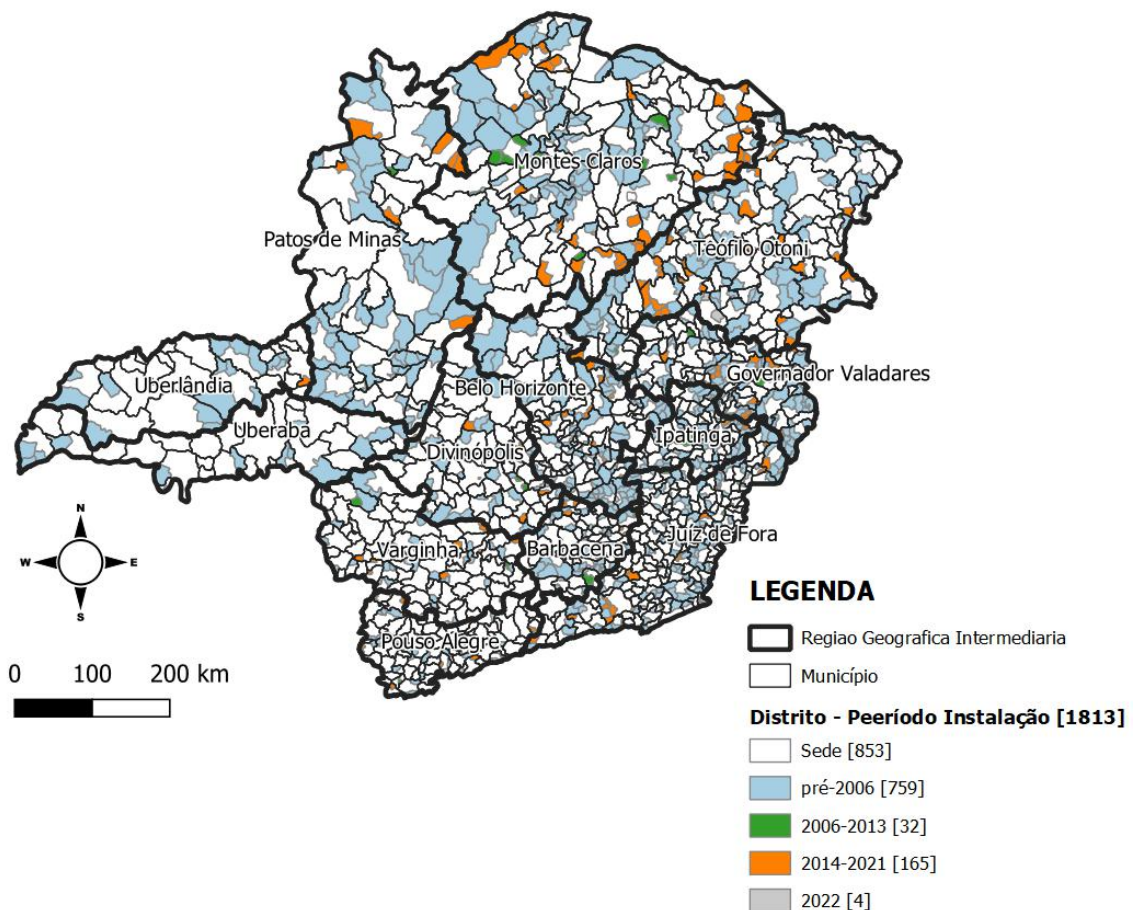 Montes-Claros
Patos de Minas
Teófilo Otoni
Uberlândia
Belo Horizonte
Governador Valadares
Uberaba
Ipatinga
Divinópolis
Juíz de Fora
Varginha
Barbacena
Pouso Alegre
N
W
E
S
0 100 200 km
LEGENDA
Regiao Geografica Intermediaria
Município
Distrito - Peeríodo Instalação [1813]
Sede [853]
pré-2006 [759]
2006-2013 [32]
2014-2021 [165]
2022 [4]